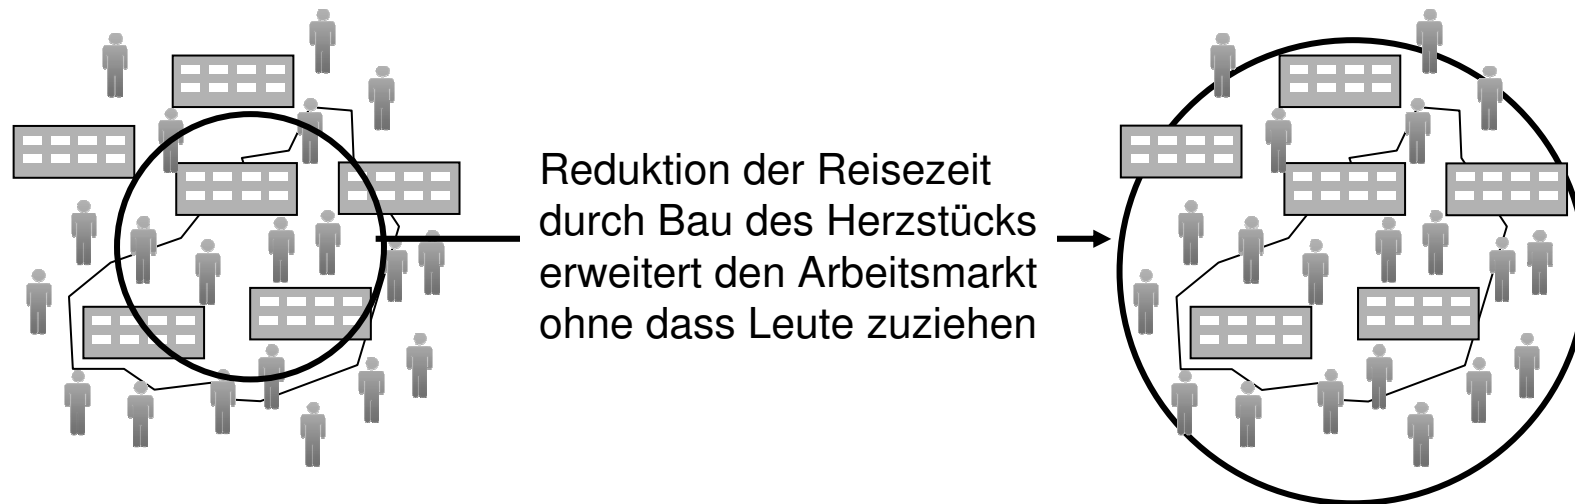 Reduktion der Reisezeit
durch Bau des Herzstücks
erweitert den Arbeitsmarkt
ohne dass Leute zuziehen